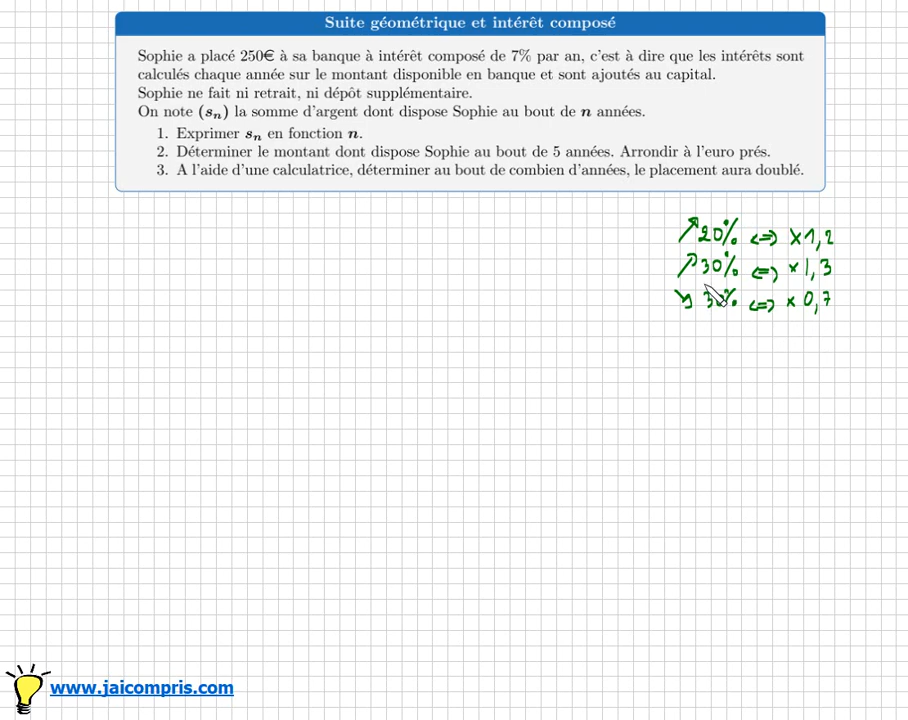 Suite géométrique et intérêt composé
Sophie a placé 250€ à sa banque à intérêt composé de 7% par an, c'est à dire que les intérêts sont
calculés chaque année sur le montant disponible en banque et sont ajoutés au capital.
Sophie ne fait ni retrait, ni dépôt supplémentaire.
On note (sₙ) la somme d'argent dont dispose Sophie au bout de n années.
1. Exprimer sₙ en fonction n.
2. Déterminer le montant dont dispose Sophie au bout de 5 années. Arrondir à l'euro prés.
3. A l'aide d'une calculatrice, déterminer au bout de combien d'années, le placement aura doublé.
↗ 20% <=> ×1,2
↗ 30% <=> ×1,3
↘ 30% <=> × 0,7
www.jaicompris.com